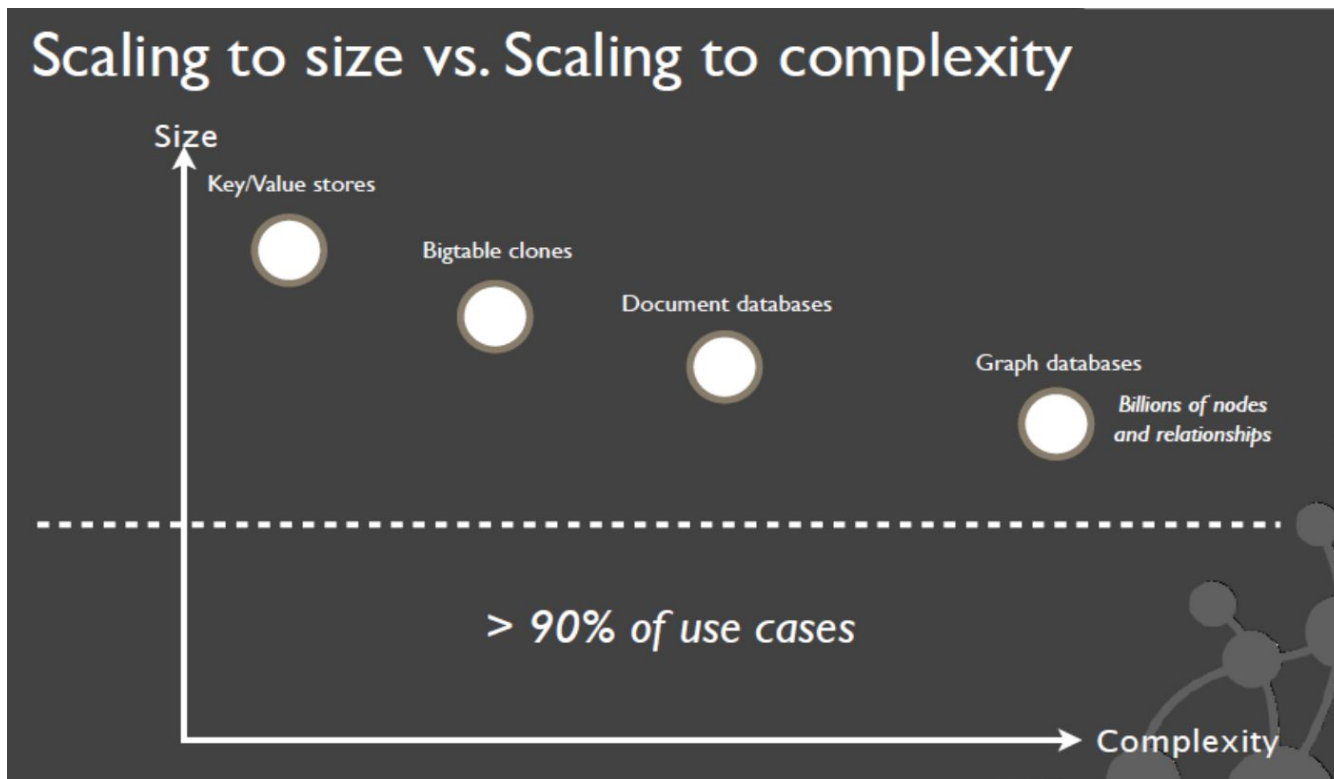 Scaling to size vs. Scaling to complexity
Size
Key/Value stores
Bigtable clones
Document databases
Graph databases
Billions of nodes
and relationships
> 90% of use cases
Complexity